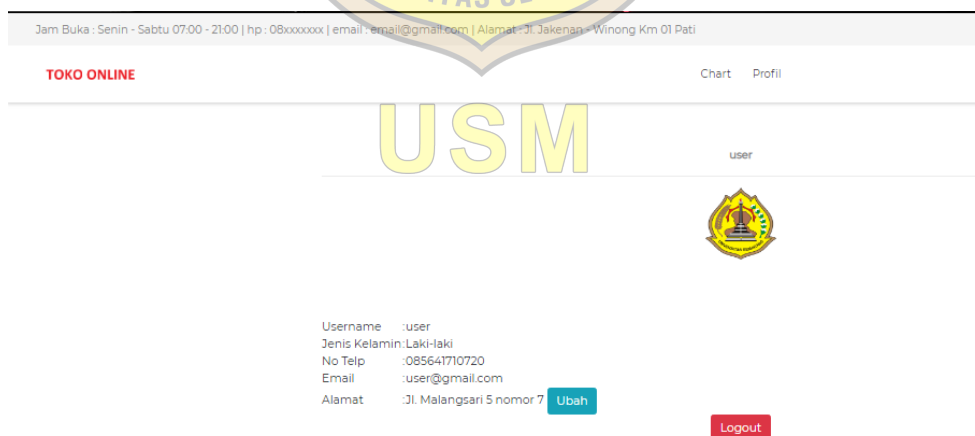 ITAS SE
Jam Buka : Senin - Sabtu 07:00 - 21:00 | hp : 08xxxxxxx | email : email@gmail.com | Alamat : Jl. Jakenan - Winong Km 01 Pati
TOKO ONLINE Chart Profil
USM
user
Username :user
Jenis Kelamin:Laki-laki
No Telp :085641710720
Email :user@gmail.com
Alamat :Jl. Malangsari 5 nomor 7 Ubah
Logout